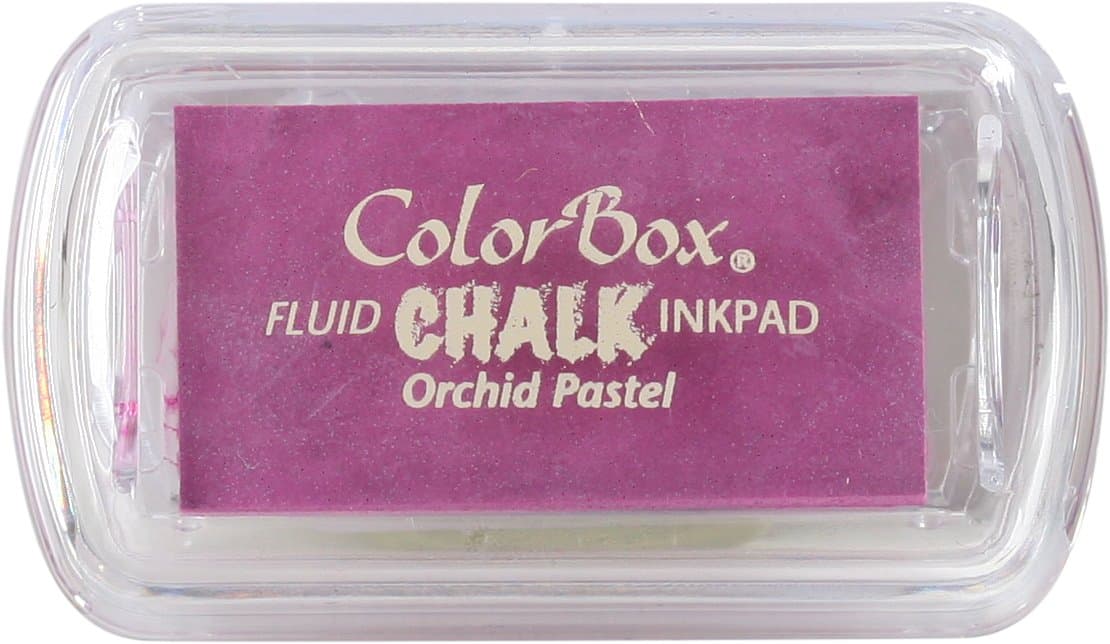 ColorBox®
FLUID CHALK INKPAD
Orchid Pastel